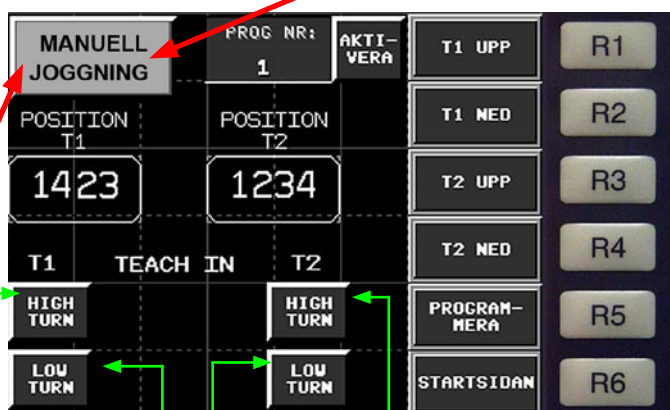 MANUELL
JOGGNING
PROG NR:
1
AKTI-
VERA
T1 UPP
R1
POSITION
T1
POSITION
T2
T1 NED
R2
1423
1234
T2 UPP
R3
T1 TEACH IN T2
T2 NED
R4
HIGH
TURN
HIGH
TURN
PROGRAM-
MERA
R5
LOW
TURN
LOW
TURN
STARTSIDAN
R6